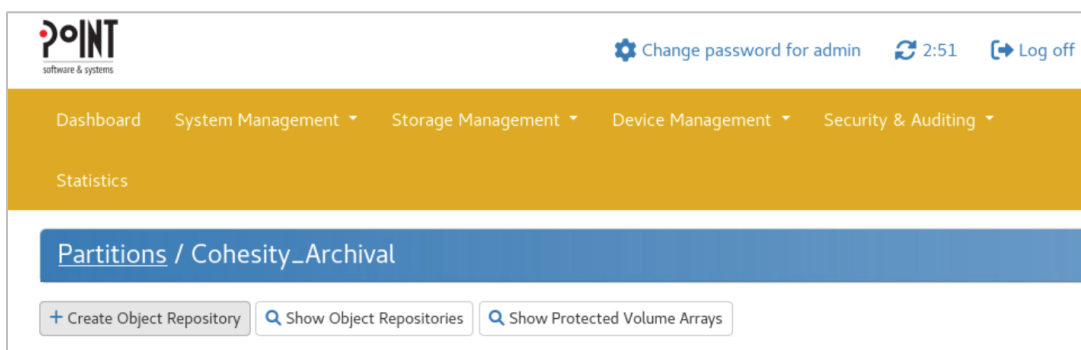 POINT
software & systems
Change password for admin 2:51 Log off
Dashboard System Management Storage Management Device Management Security & Auditing
Statistics
Partitions / Cohesity_Archival
+ Create Object Repository Show Object Repositories Show Protected Volume Arrays